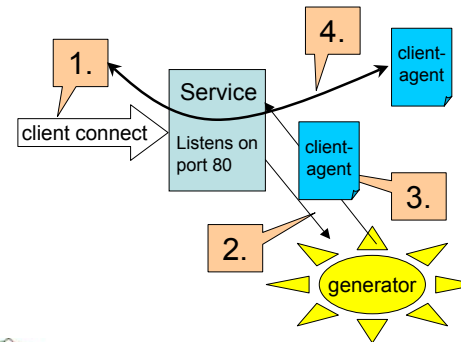 1.
client connect
Service
Listens on
port 80
4.
client-
agent
client-
agent
3.
2.
generator